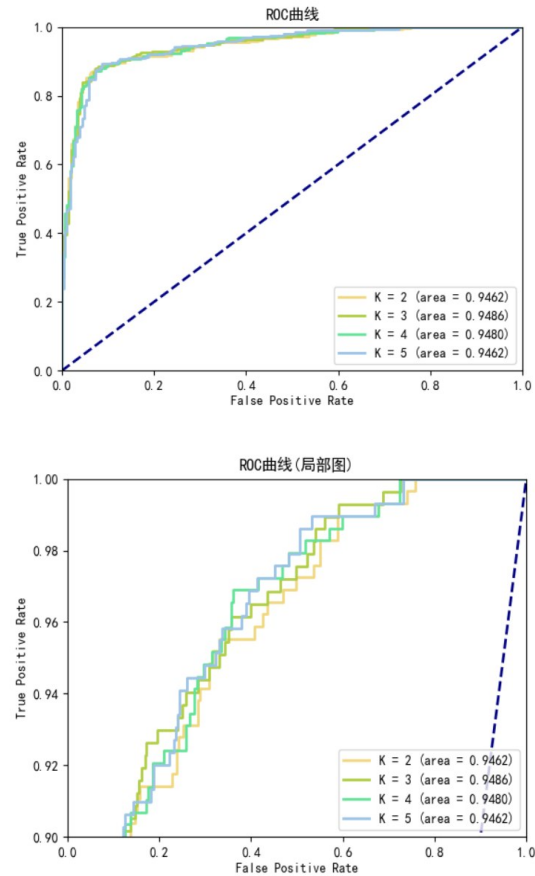 ROC曲线
1.0
0.8
0.6
0.4
0.2
0.0
True Positive Rate
K = 2 (area = 0.9462)
K = 3 (area = 0.9486)
K = 4 (area = 0.9480)
K = 5 (area = 0.9462)
0.0 0.2 0.4 0.6 0.8 1.0
False Positive Rate
ROC曲线(局部图)
1.00
0.98
0.96
0.94
0.92
0.90
True Positive Rate
K = 2 (area = 0.9462)
K = 3 (area = 0.9486)
K = 4 (area = 0.9480)
K = 5 (area = 0.9462)
0.0 0.2 0.4 0.6 0.8 1.0
False Positive Rate